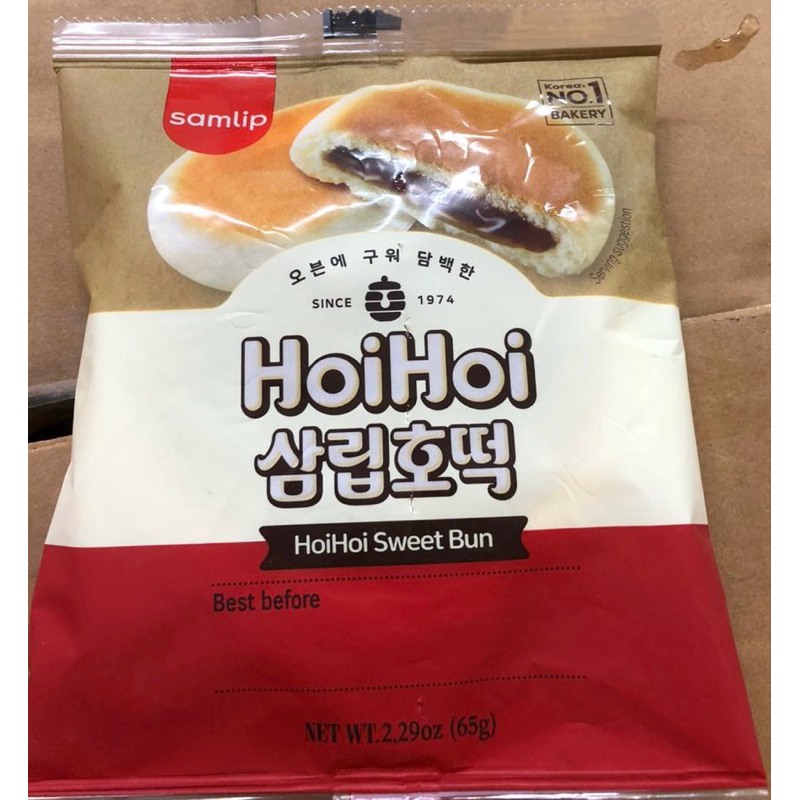 samlip
Korea's
NO.1
BAKERY
Serving suggestion
오븐에 구워 담백한
SINCE 1974
HoiHoi
삼립호떡
HoiHoi Sweet Bun
Best before
NET WT.2.29oz (65g)